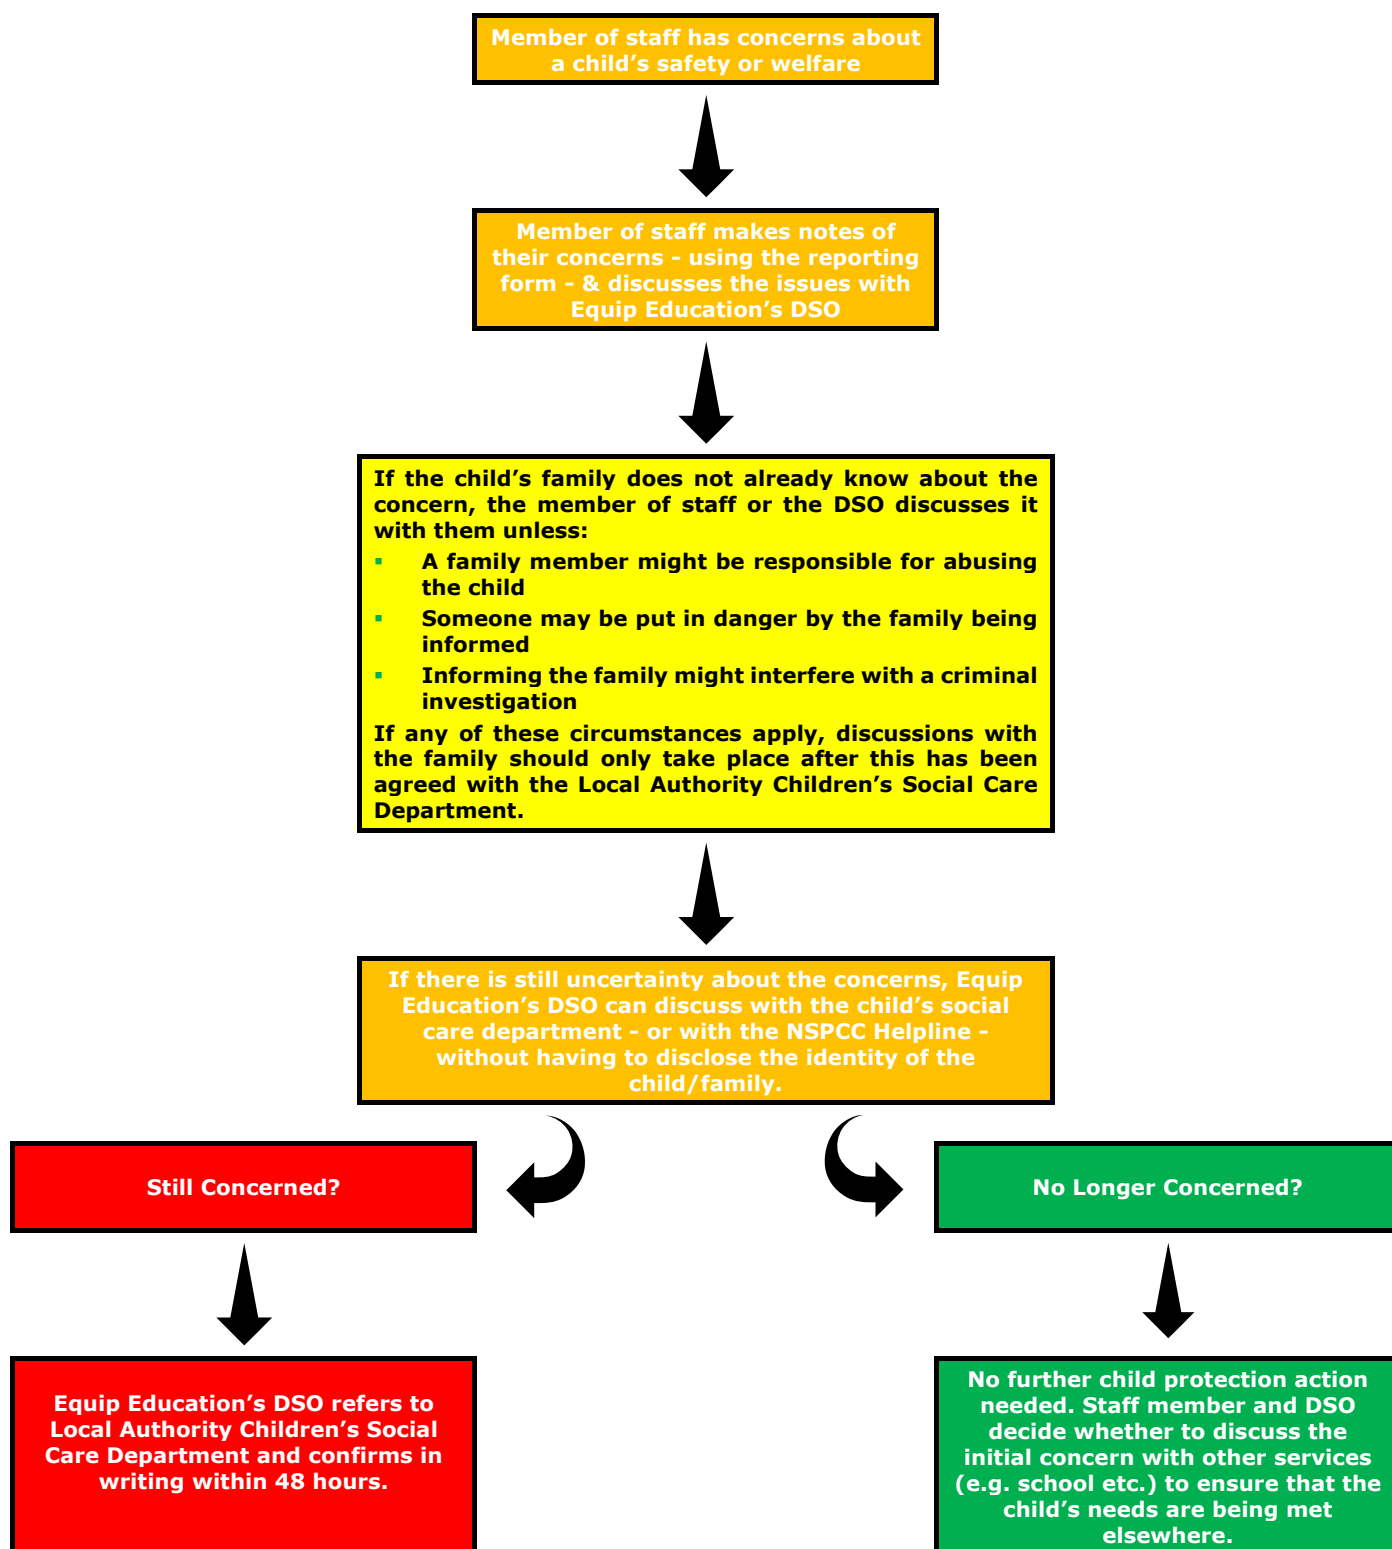 Member of staff has concerns about
a child’s safety or welfare
Member of staff makes notes of
their concerns – using the reporting
form – & discusses the issues with
Equip Education’s DSO
If the child’s family does not already know about the
concern, the member of staff or the DSO discusses it
with them unless:
▪ A family member might be responsible for abusing
the child
▪ Someone may be put in danger by the family being
informed
▪ Informing the family might interfere with a criminal
investigation
If any of these circumstances apply, discussions with
the family should only take place after this has been
agreed with the Local Authority Children’s Social Care
Department.
If there is still uncertainty about the concerns, Equip
Education’s DSO can discuss with the child’s social
care department – or with the NSPCC Helpline –
without having to disclose the identity of the
child/family.
Still Concerned?
No Longer Concerned?
Equip Education’s DSO refers to
Local Authority Children’s Social
Care Department and confirms in
writing within 48 hours.
No further child protection action
needed. Staff member and DSO
decide whether to discuss the
initial concern with other services
(e.g. school etc.) to ensure that the
child’s needs are being met
elsewhere.